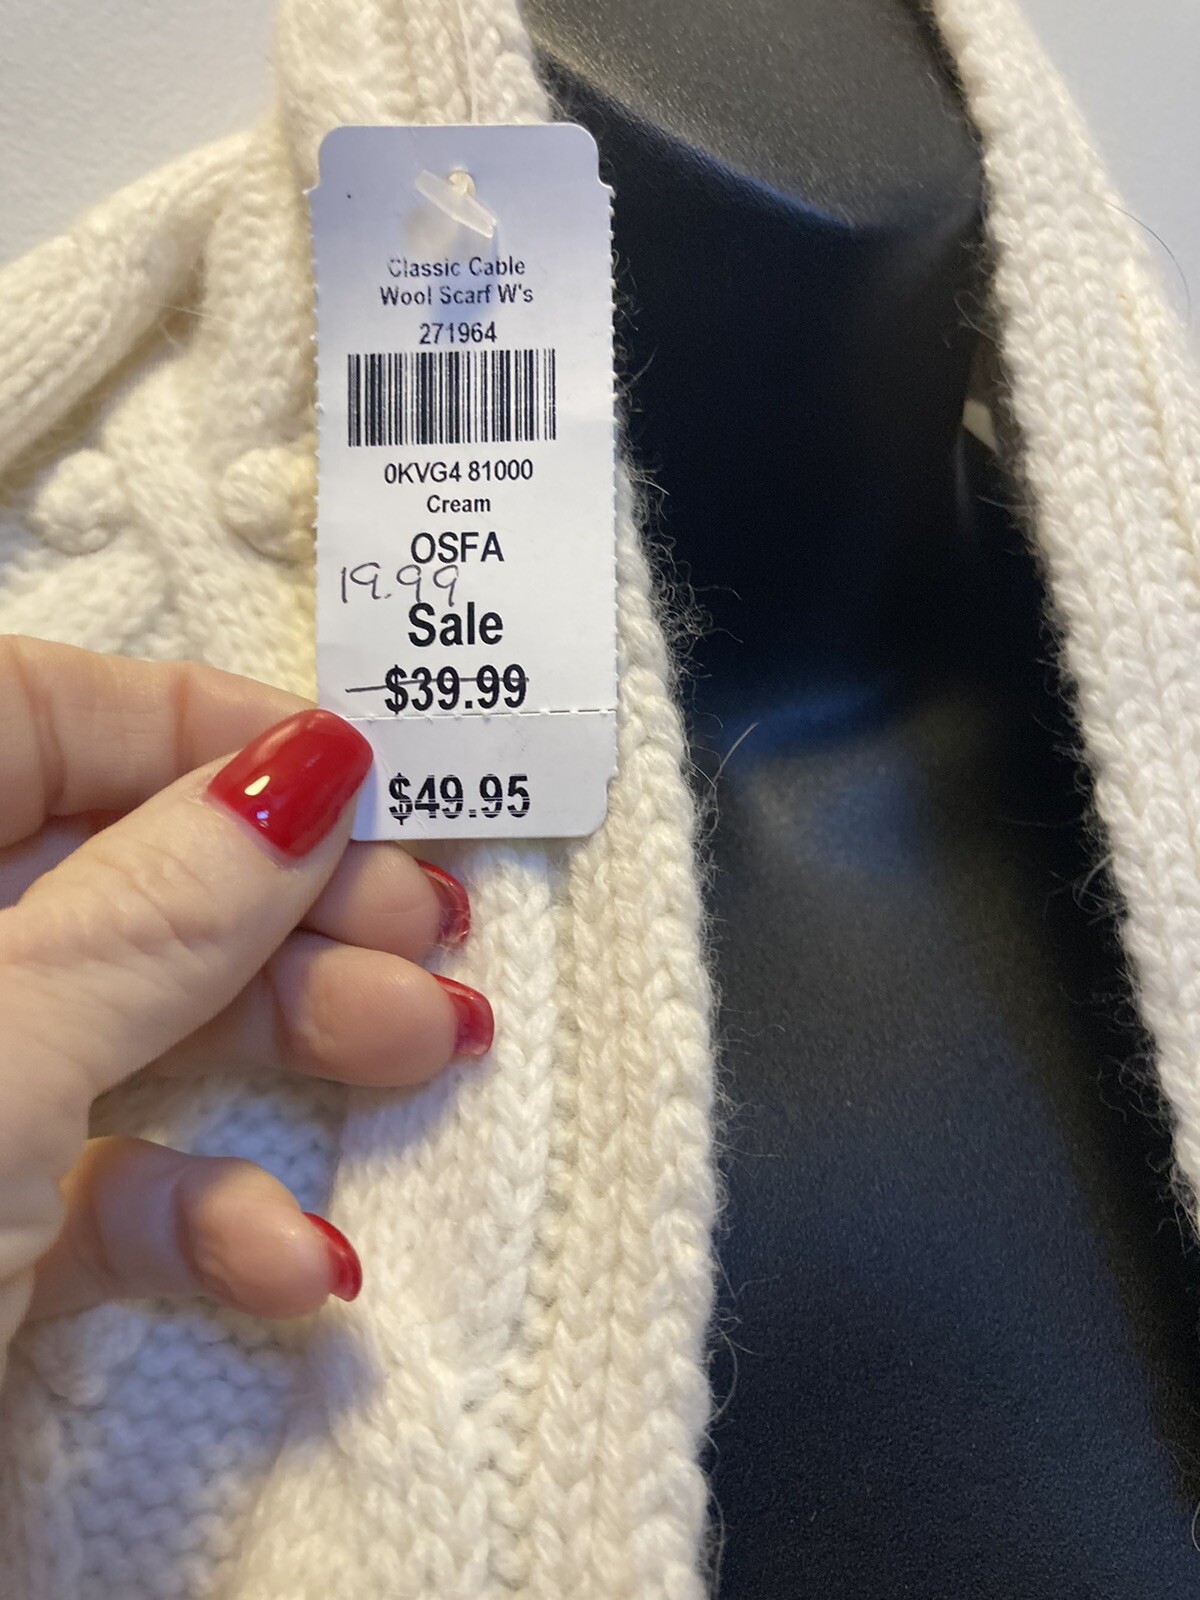 Classic Cable
Wool Scarf W's
271964
0KVG4 81000
Cream
OSFA
19.99
Sale
$39.99
$49.95